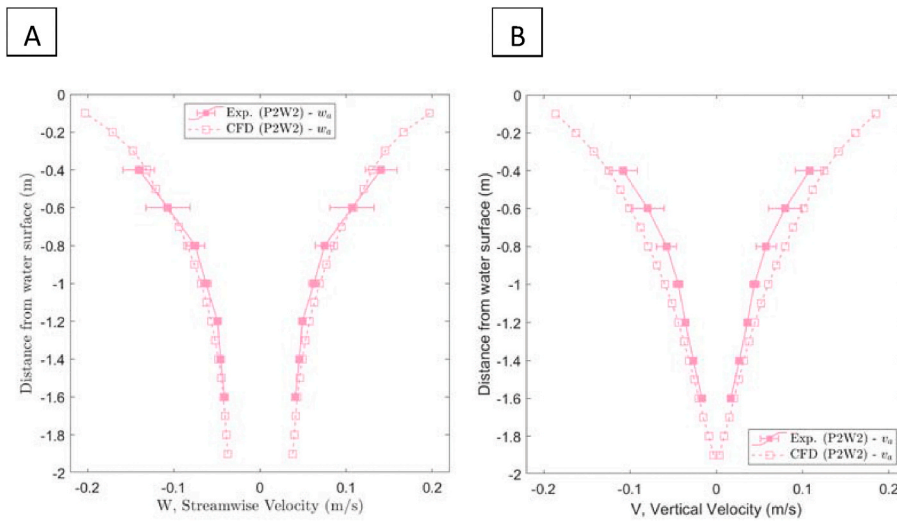 A
B
0
-0.2
-0.4
-0.6
-0.8
-1
-1.2
-1.4
-1.6
-1.8
-2
Distance from water surface (m)
Exp. (P2W2) - wₐ
CFD (P2W2) - wₐ
-0.2 -0.1 0 0.1 0.2
W, Streamwise Velocity (m/s)
0
-0.2
-0.4
-0.6
-0.8
-1
-1.2
-1.4
-1.6
-1.8
-2
Distance from water surface (m)
Exp. (P2W2) - vₐ
CFD (P2W2) - vₐ
-0.2 -0.1 0 0.1 0.2
V, Vertical Velocity (m/s)